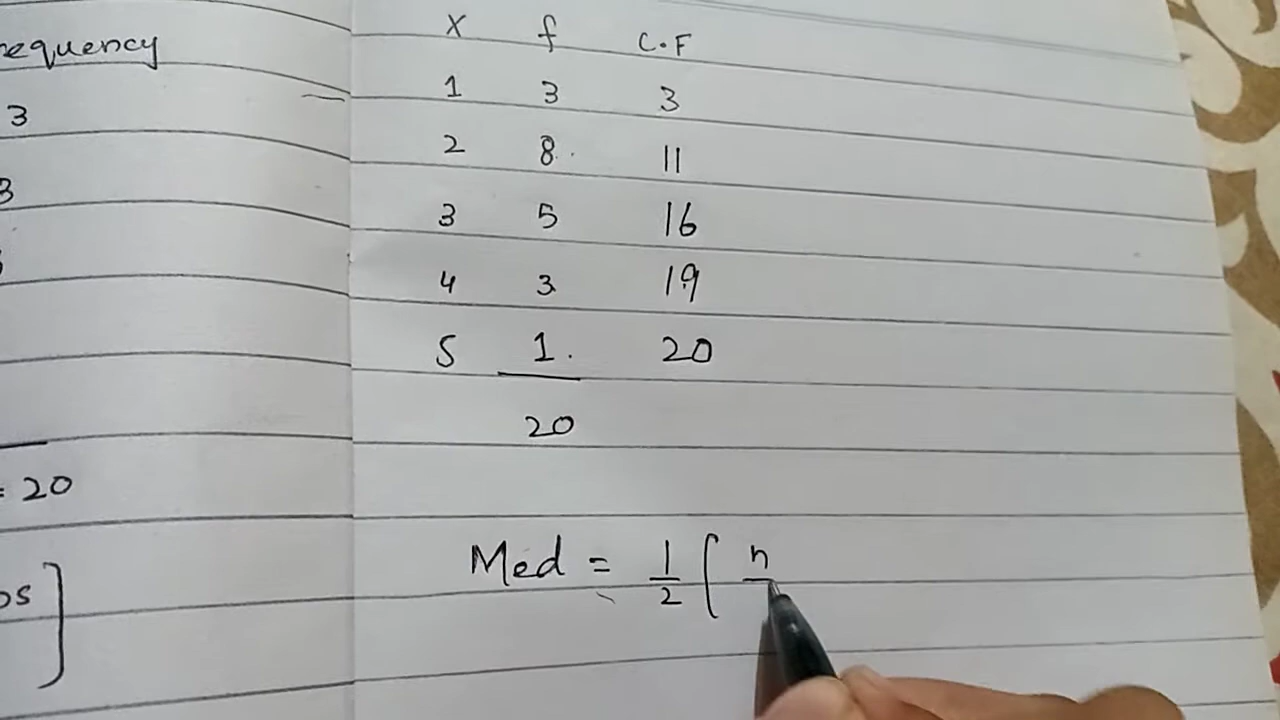 requency
3
3
= 20
os
X f C.F
1 3 3
2 8 11
3 5 16
4 3 19
5 1 20
20
Med = 1/2 [ n